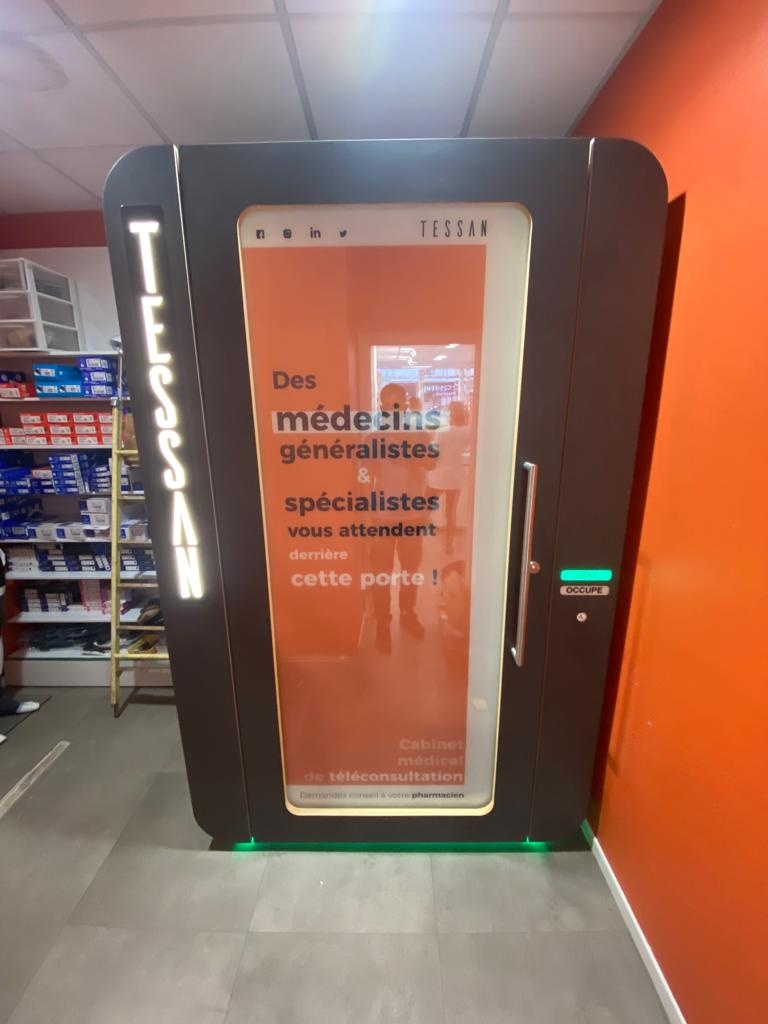 TESSAN
TESSAN
Des
médecins
généralistes
&
spécialistes
vous attendent
derrière
cette porte !
OCCUPE
Cabinet
médical
de téléconsultation
Demandez conseil à votre pharmacien